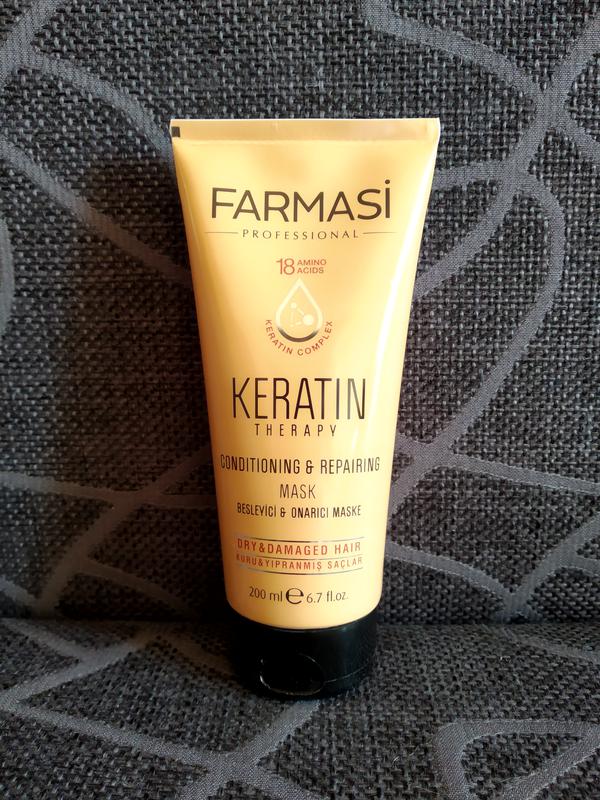 FARMASİ
PROFESSIONAL
18 AMINO ACIDS
KERATIN COMPLEX
KERATIN
THERAPY
CONDITIONING & REPAIRING
MASK
BESLEYİCİ & ONARICI MASKE
DRY&DAMAGED HAIR
KURU&YIPRANMIŞ SAÇLAR
200 ml ℮ 6.7 fl.oz.